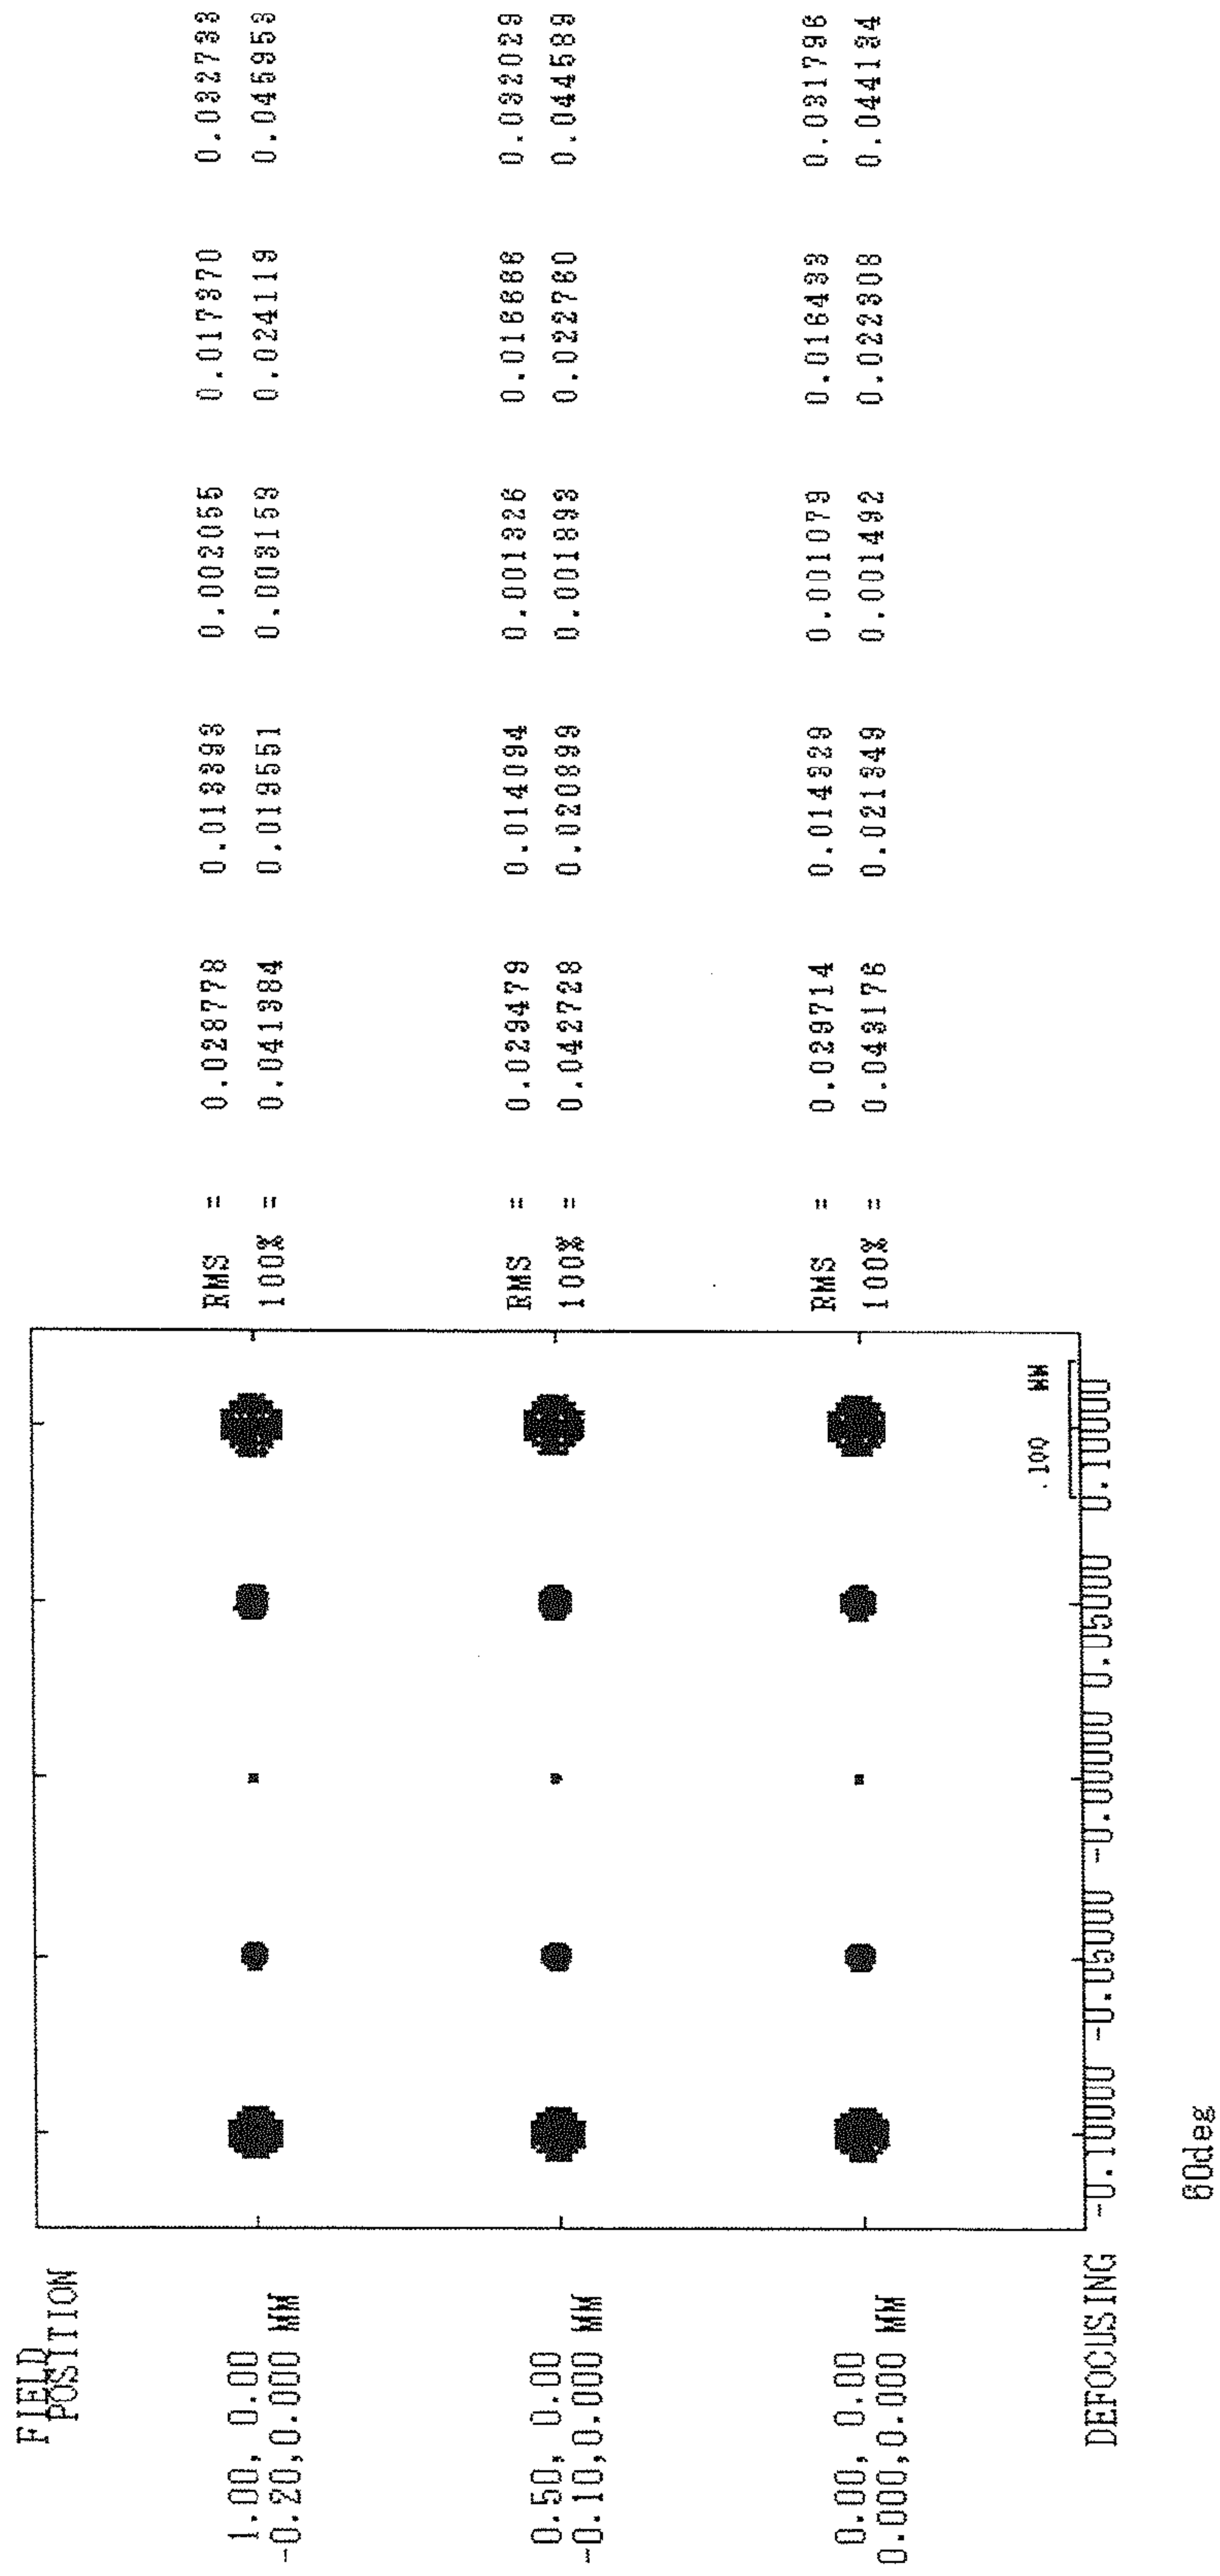 FIELD
POSITION
1.00, 0.00
-0.20,0.000 MM
RMS = 0.028778 0.013393 0.002055 0.017370 0.032733
100% = 0.041384 0.019551 0.003159 0.024119 0.045953
0.50, 0.00
-0.10,0.000 MM
RMS = 0.029479 0.014094 0.001326 0.016666 0.032029
100% = 0.042728 0.020899 0.001893 0.022760 0.044589
0.00, 0.00
0.000,0.000 MM
RMS = 0.029714 0.014329 0.001079 0.016433 0.031796
100% = 0.043176 0.021349 0.001492 0.022308 0.044134
.100 MM
DEFOCUSING -0.10000 -0.05000 -0.00000 0.05000 0.10000
60deg